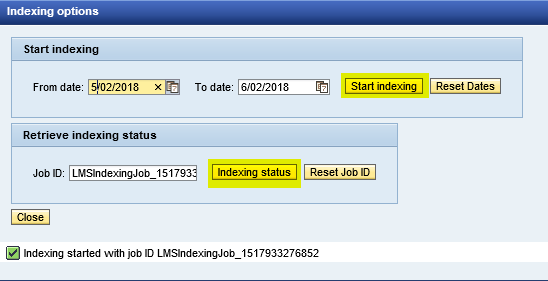 Indexing options
Start indexing
From date: 5/02/2018 To date: 6/02/2018 Start indexing Reset Dates
Retrieve indexing status
Job ID: LMSIndexingJob_1517933 Indexing status Reset Job ID
Close
Indexing started with job ID LMSIndexingJob_1517933276852